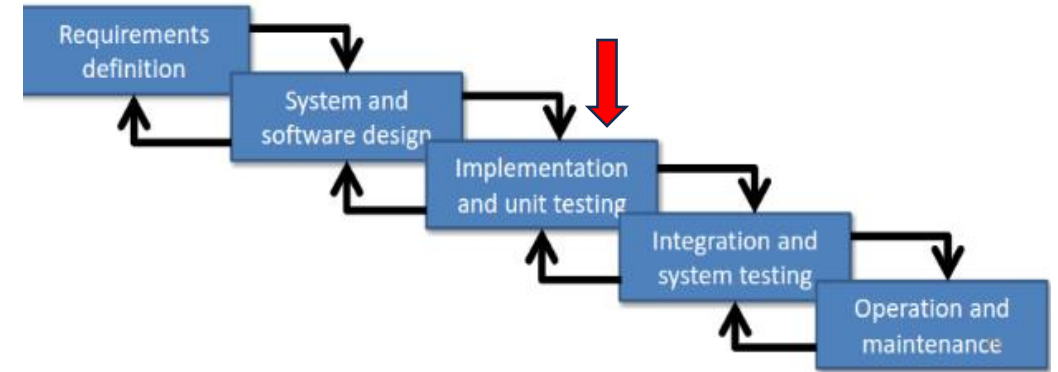 Requirements
definition
System and
software design
Implementation
and unit testing
Integration and
system testing
Operation and
maintenance